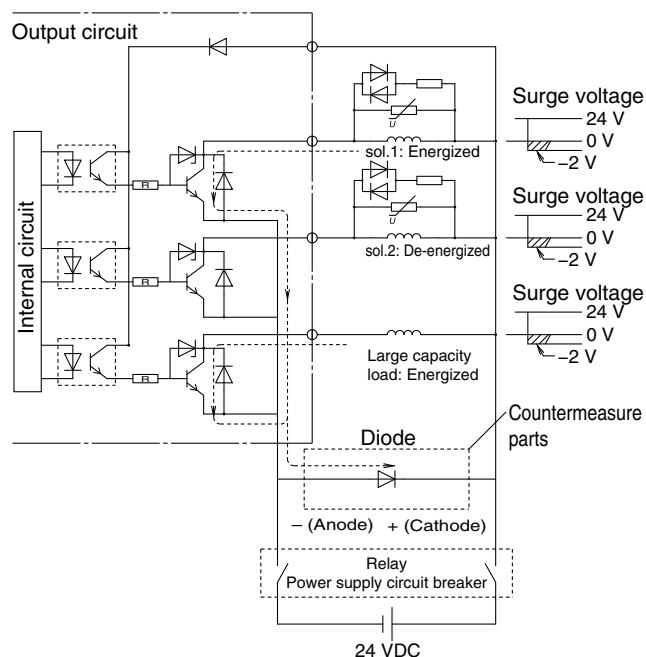 Output circuit
Internal circuit
R
R
R
U
sol.1: Energized
U
sol.2: De-energized
Large capacity
load: Energized
Surge voltage
24 V
0 V
−2 V
Surge voltage
24 V
0 V
−2 V
Surge voltage
24 V
0 V
−2 V
Countermeasure
parts
Diode
− (Anode) + (Cathode)
Relay
Power supply circuit breaker
24 VDC